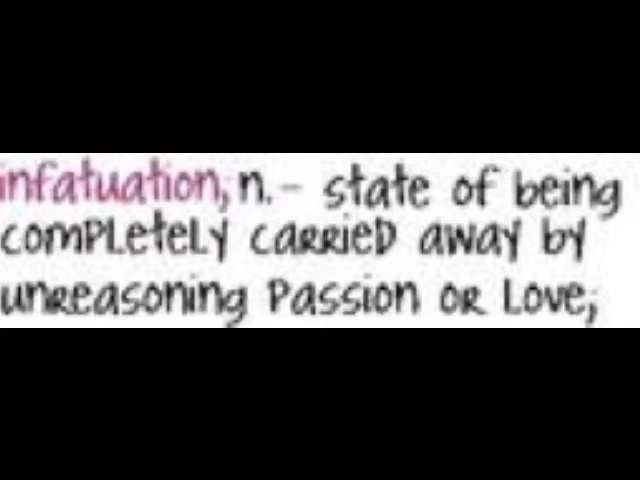 infatuation, n. - state of being
completely carried away by
unreasoning passion or love;